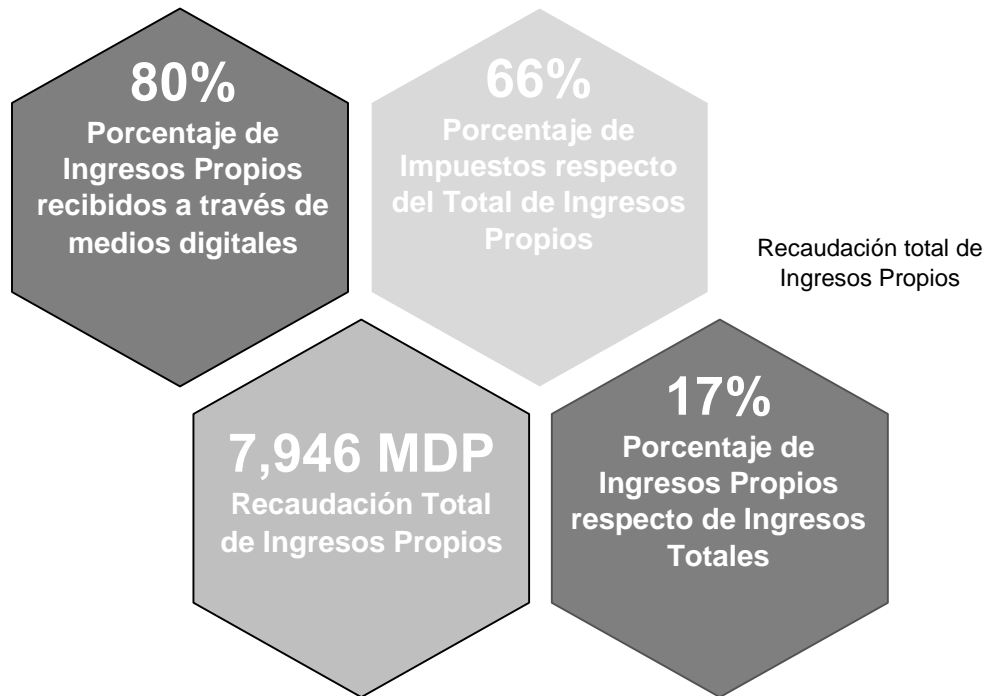 80%
Porcentaje de
Ingresos Propios
recibidos a través de
medios digitales
66%
Porcentaje de
Impuestos respecto
del Total de Ingresos
Propios
Recaudación total de
Ingresos Propios
7,946 MDP
Recaudación Total
de Ingresos Propios
17%
Porcentaje de
Ingresos Propios
respecto de Ingresos
Totales